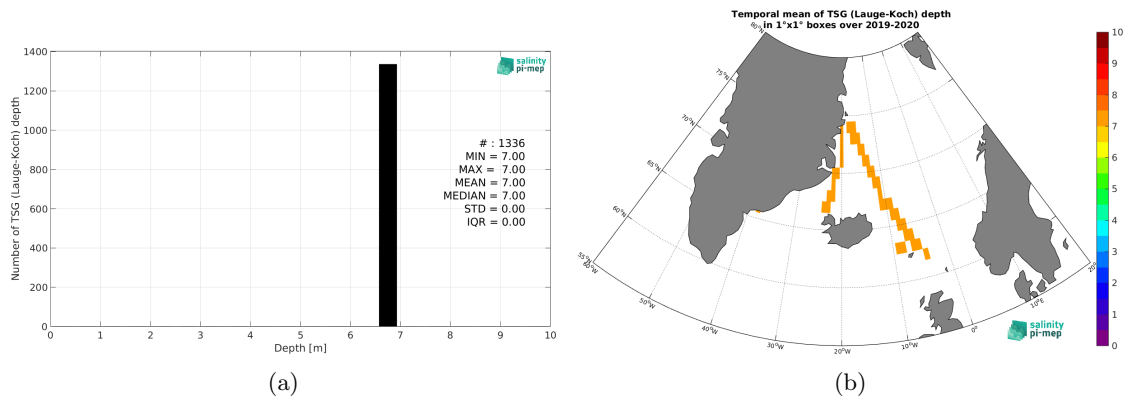 1400
1200
1000
800
600
400
200
0
0 1 2 3 4 5 6 7 8 9 10
Number of TSG (Lauge-Koch) depth
Depth [m]
salinity
pi-mep
# : 1336
MIN = 7.00
MAX = 7.00
MEAN = 7.00
MEDIAN = 7.00
STD = 0.00
IQR = 0.00
(a)
Temporal mean of TSG (Lauge-Koch) depth
in 1°x1° boxes over 2019-2020
80°N
75°N
70°N
65°N
60°N
55°N
60°W
50°W
40°W
30°W
20°W
10°W
0°
10°E
20°
salinity
pi-mep
10
9
8
7
6
5
4
3
2
1
0
(b)